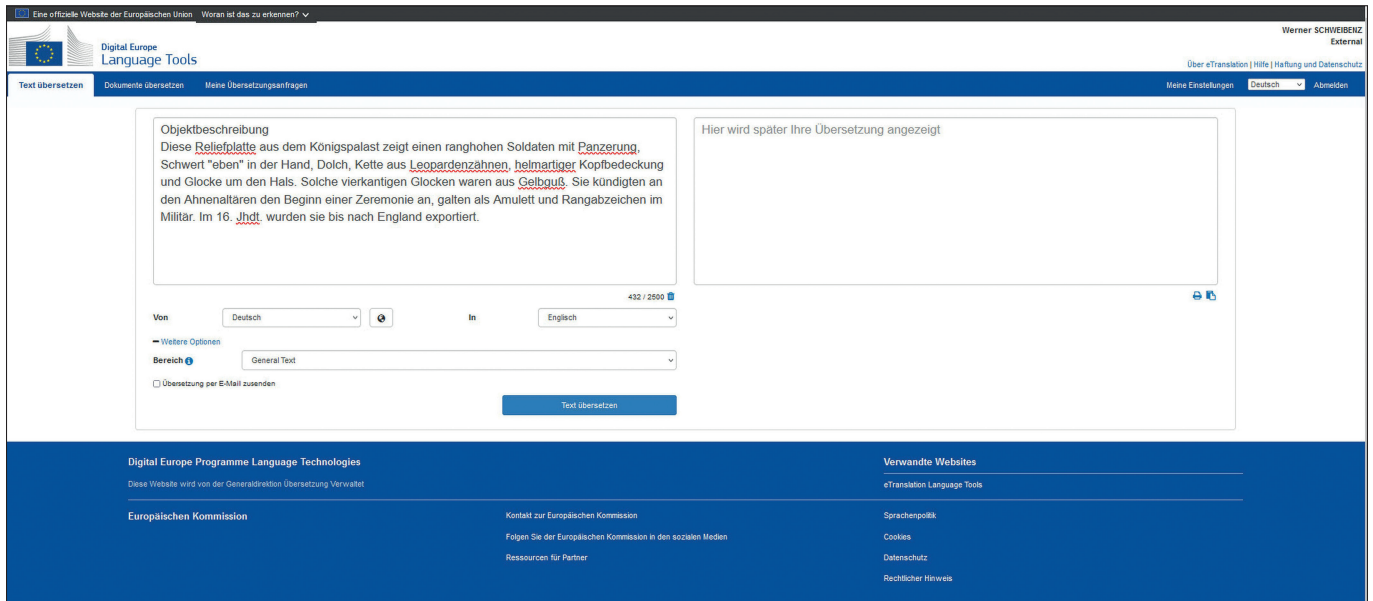 Eine offizielle Website der Europäischen Union Woran ist das zu erkennen?
Werner SCHWEIBENZ
External
Digital Europe
Language Tools
Über eTranslation | Hilfe | Haftung und Datenschutz
Text übersetzen Dokumente übersetzen Meine Übersetzungsanfragen Meine Einstellungen Deutsch Abmelden
Objektbeschreibung
Diese Reliefplatte aus dem Königspalast zeigt einen ranghohen Soldaten mit Panzerung,
Schwert "eben" in der Hand, Dolch, Kette aus Leopardenzähnen, helmartiger Kopfbedeckung
und Glocke um den Hals. Solche vierkantigen Glocken waren aus Gelbguß. Sie kündigten an
den Ahnenaltären den Beginn einer Zeremonie an, galten als Amulett und Rangabzeichen im
Militär. Im 16. Jhdt. wurden sie bis nach England exportiert.
Hier wird später Ihre Übersetzung angezeigt
432 / 2500
Von Deutsch In Englisch
Weitere Optionen
Bereich General Text
Übersetzung per E-Mail zusenden
Text übersetzen
Digital Europe Programme Language Technologies
Diese Website wird von der Generaldirektion Übersetzung Verwaltet
Verwandte Websites
eTranslation Language Tools
Europäischen Kommission
Kontakt zur Europäischen Kommission
Folgen Sie der Europäischen Kommission in den sozialen Medien
Ressourcen für Partner
Sprachenpolitik
Cookies
Datenschutz
Rechtlicher Hinweis